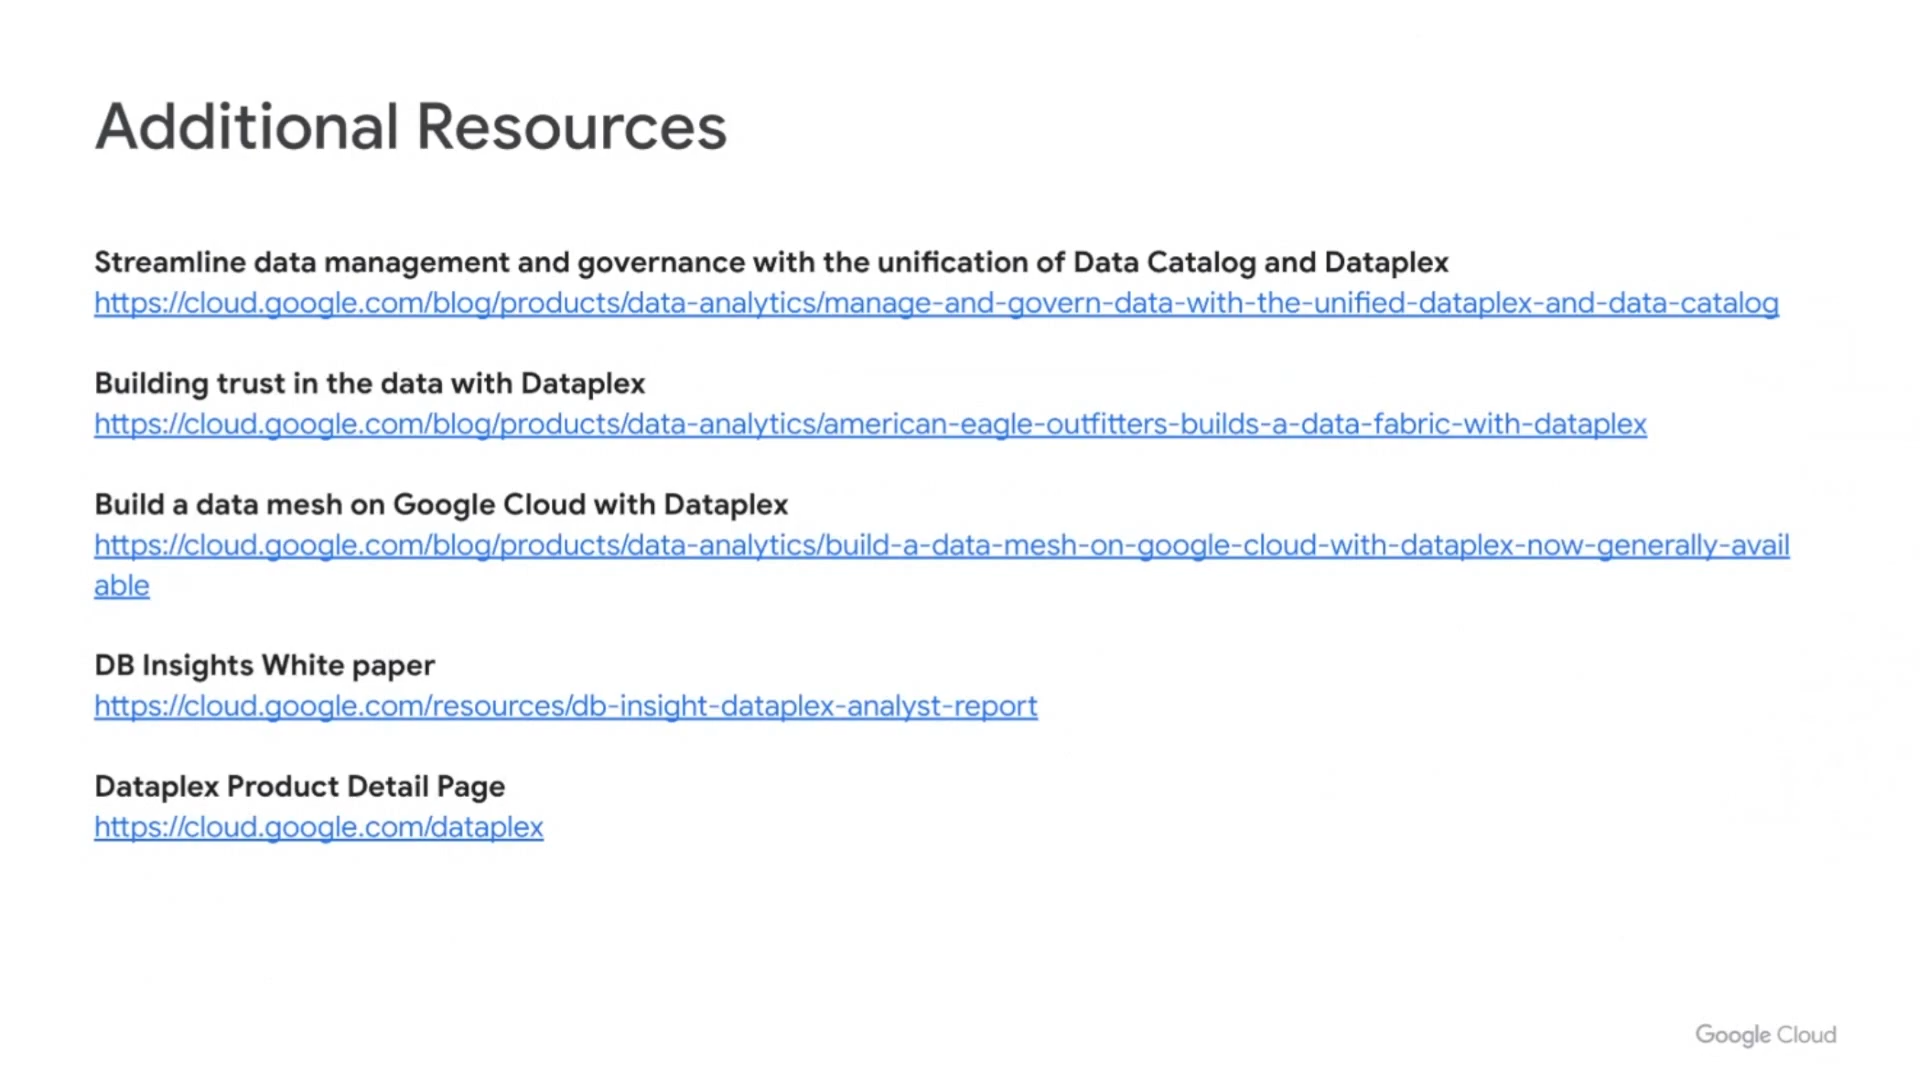 Additional Resources
Streamline data management and governance with the unification of Data Catalog and Dataplex
https://cloud.google.com/blog/products/data-analytics/manage-and-govern-data-with-the-unified-dataplex-and-data-catalog
Building trust in the data with Dataplex
https://cloud.google.com/blog/products/data-analytics/american-eagle-outfitters-builds-a-data-fabric-with-dataplex
Build a data mesh on Google Cloud with Dataplex
https://cloud.google.com/blog/products/data-analytics/build-a-data-mesh-on-google-cloud-with-dataplex-now-generally-avail
able
DB Insights White paper
https://cloud.google.com/resources/db-insight-dataplex-analyst-report
Dataplex Product Detail Page
https://cloud.google.com/dataplex
Google Cloud